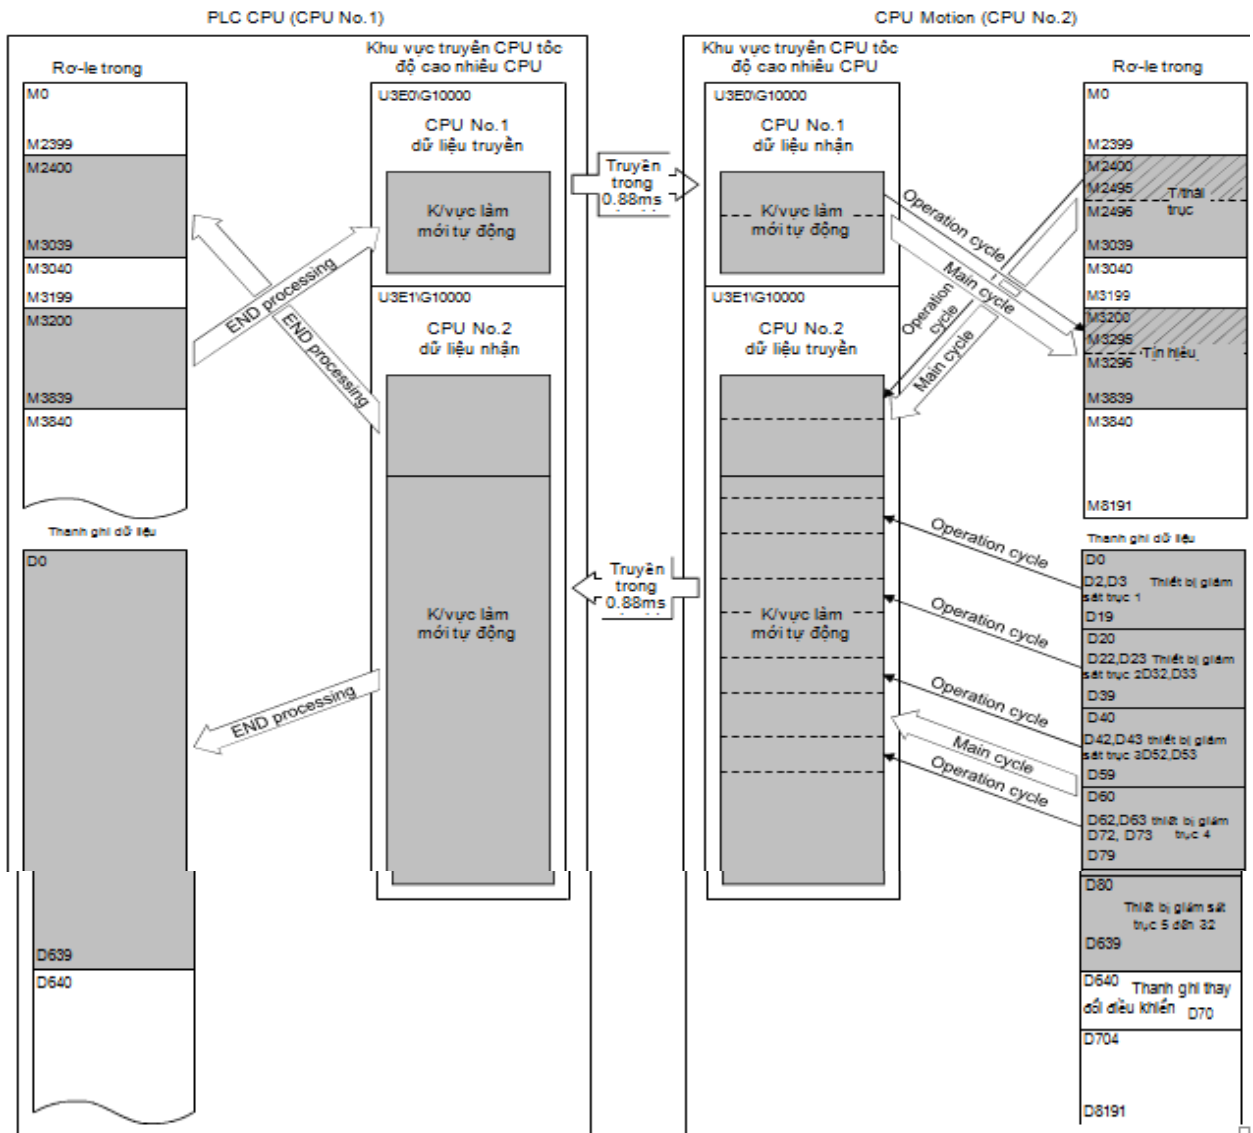 PLC CPU (CPU No.1)
Rơ-le trong
M0
M2399
M2400
M3039
M3040
M3199
M3200
M3839
M3840
Thanh ghi dữ liệu
D0
D639
D640
END processing
END processing
END processing
Khu vực truyền CPU tốc
độ cao nhiều CPU
U3E0\G10000
CPU No.1
dữ liệu truyền
K/vực làm
mới tự động
U3E1\G10000
CPU No.2
dữ liệu nhận
K/vực làm
mới tự động
Truyền
trong
0.88ms
Truyền
trong
0.88ms
CPU Motion (CPU No.2)
Khu vực truyền CPU tốc
độ cao nhiều CPU
U3E0\G10000
CPU No.1
dữ liệu nhận
K/vực làm
mới tự động
U3E1\G10000
CPU No.2
dữ liệu truyền
K/vực làm
mới tự động
Operation cycle
Main cycle
Operation
cycle
Main cycle
Operation cycle
Operation cycle
Operation cycle
Main cycle
Operation cycle
Rơ-le trong
M0
M2399
M2400
M2495
T/thái
trục
M2496
M3039
M3040
M3199
M3200
M3295
Tín hiệu
M3296
M3839
M3840
M8191
Thanh ghi dữ liệu
D0
D2,D3 Thiết bị giám
sát trục 1
D19
D20
D22,D23 Thiết bị giám
sát trục 2D32,D33
D39
D40
D42,D43 thiết bị giám
sát trục 3D52,D53
D59
D60
D62,D63 thiết bị giám
D72, D73 trục 4
D79
D80
Thiết bị giám sát
trục 5 đến 32
D639
D640 Thanh ghi thay
đổi điều khiển D70
D704
D8191